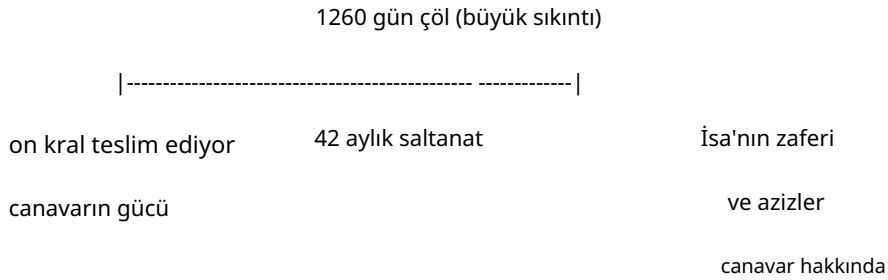 1260 gün çöl (büyük sıkıntı)
|------------------------------------------------ -------------|
on kral teslim ediyor
42 aylık saltanat
İsa'nın zaferi
canavarın gücü
ve azizler
canavar hakkında